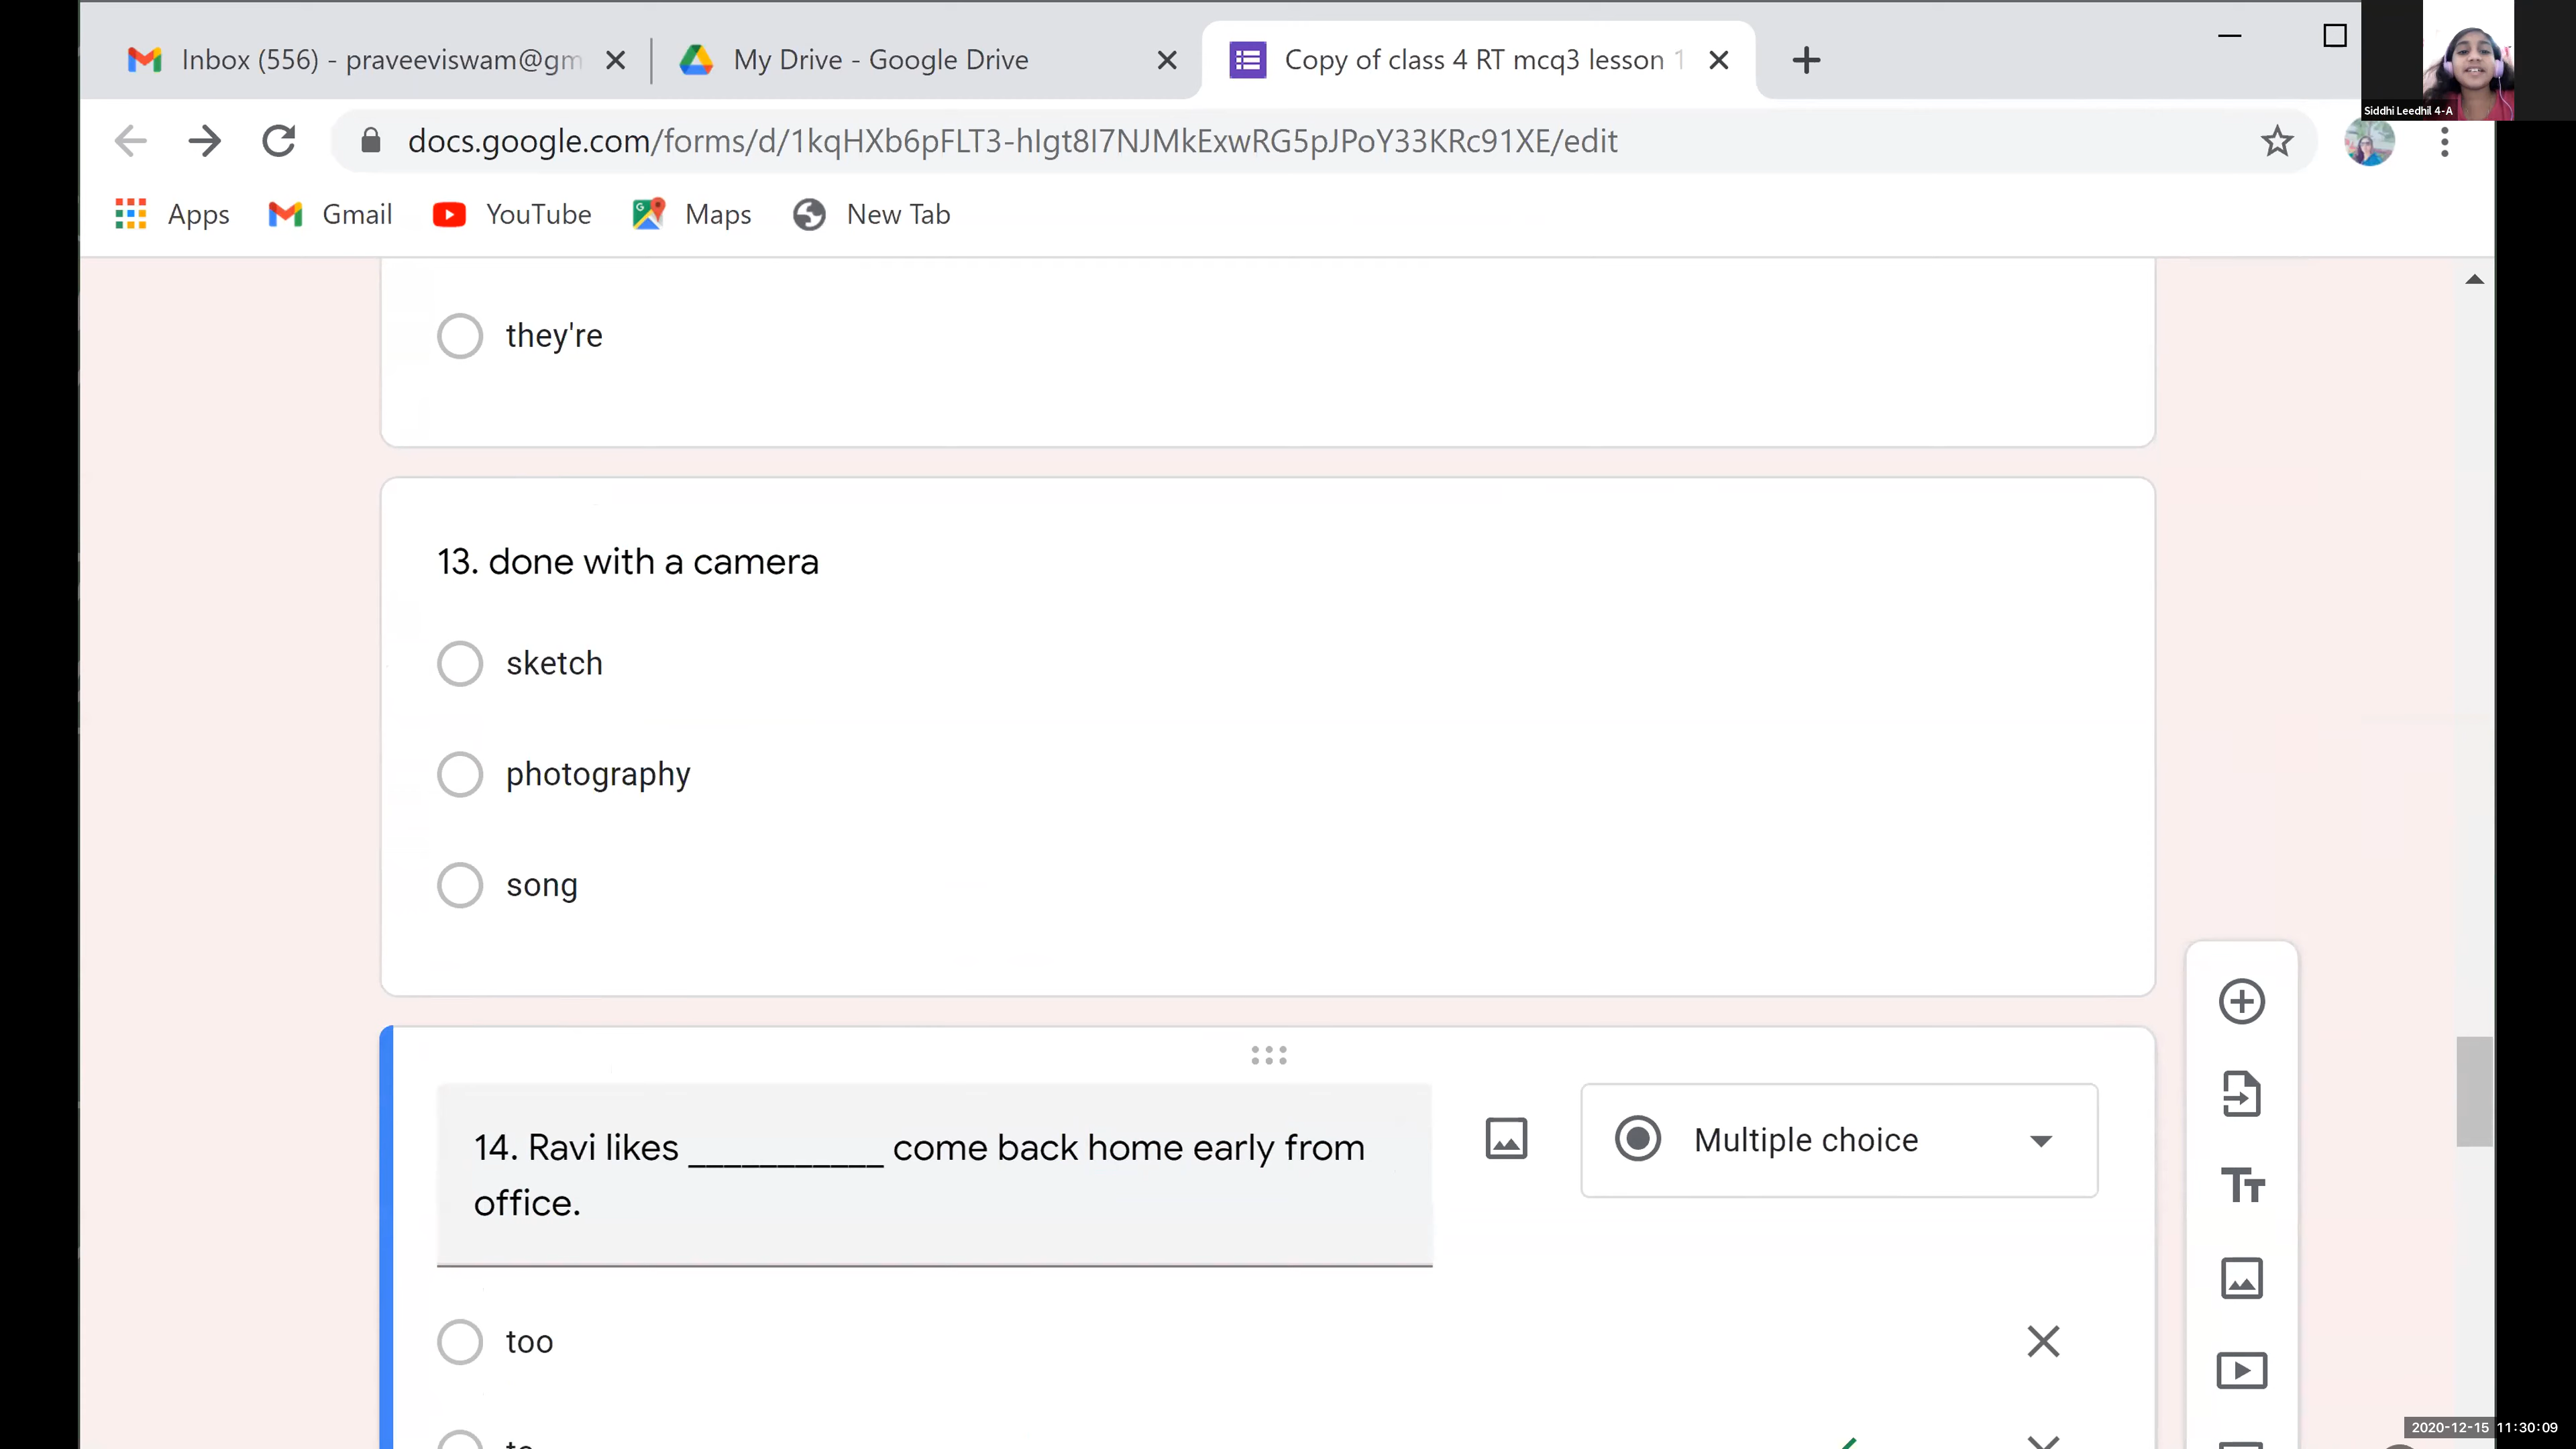 Inbox (556) - praveeviswam@gm
My Drive - Google Drive
Copy of class 4 RT mcq3 lesson 1
Siddhi Leedhil 4-A
docs.google.com/forms/d/1kqHXb6pFLT3-hIgt8I7NJMkExwRG5pJPoY33KRc91XE/edit
Apps
Gmail
YouTube
Maps
New Tab
they're
13. done with a camera
sketch
photography
song
14. Ravi likes ___________ come back home early from
office.
Multiple choice
too
2020-12-15 11:30:09